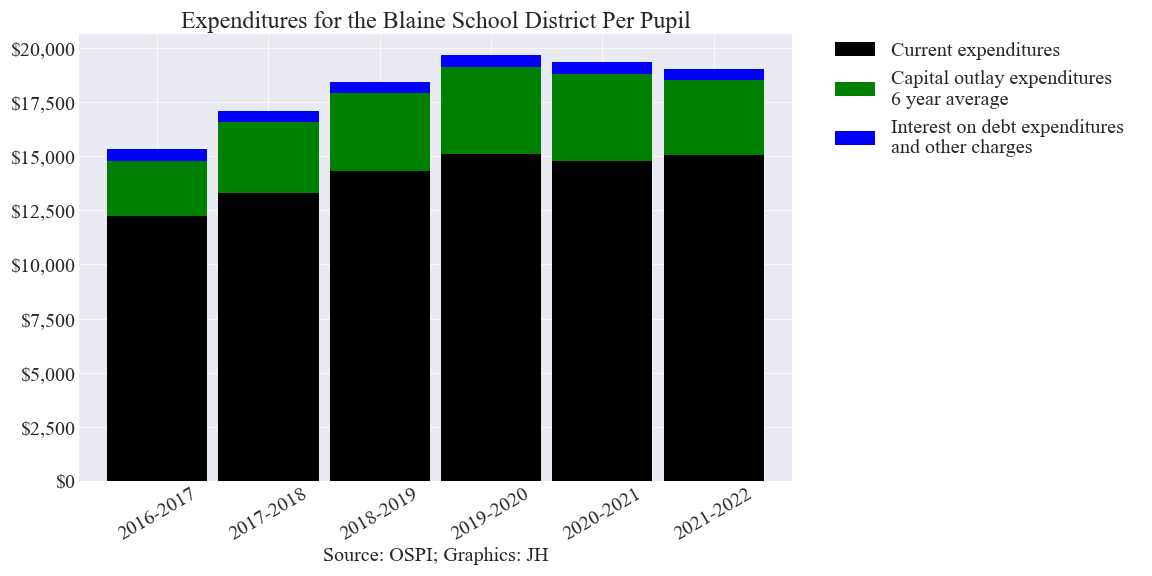 Expenditures for the Blaine School District Per Pupil
$20,000
$17,500
$15,000
$12,500
$10,000
$7,500
$5,000
$2,500
$0
2016-2017
2017-2018
2018-2019
2019-2020
2020-2021
2021-2022
Source: OSPI; Graphics: JH
Current expenditures
Capital outlay expenditures
6 year average
Interest on debt expenditures
and other charges